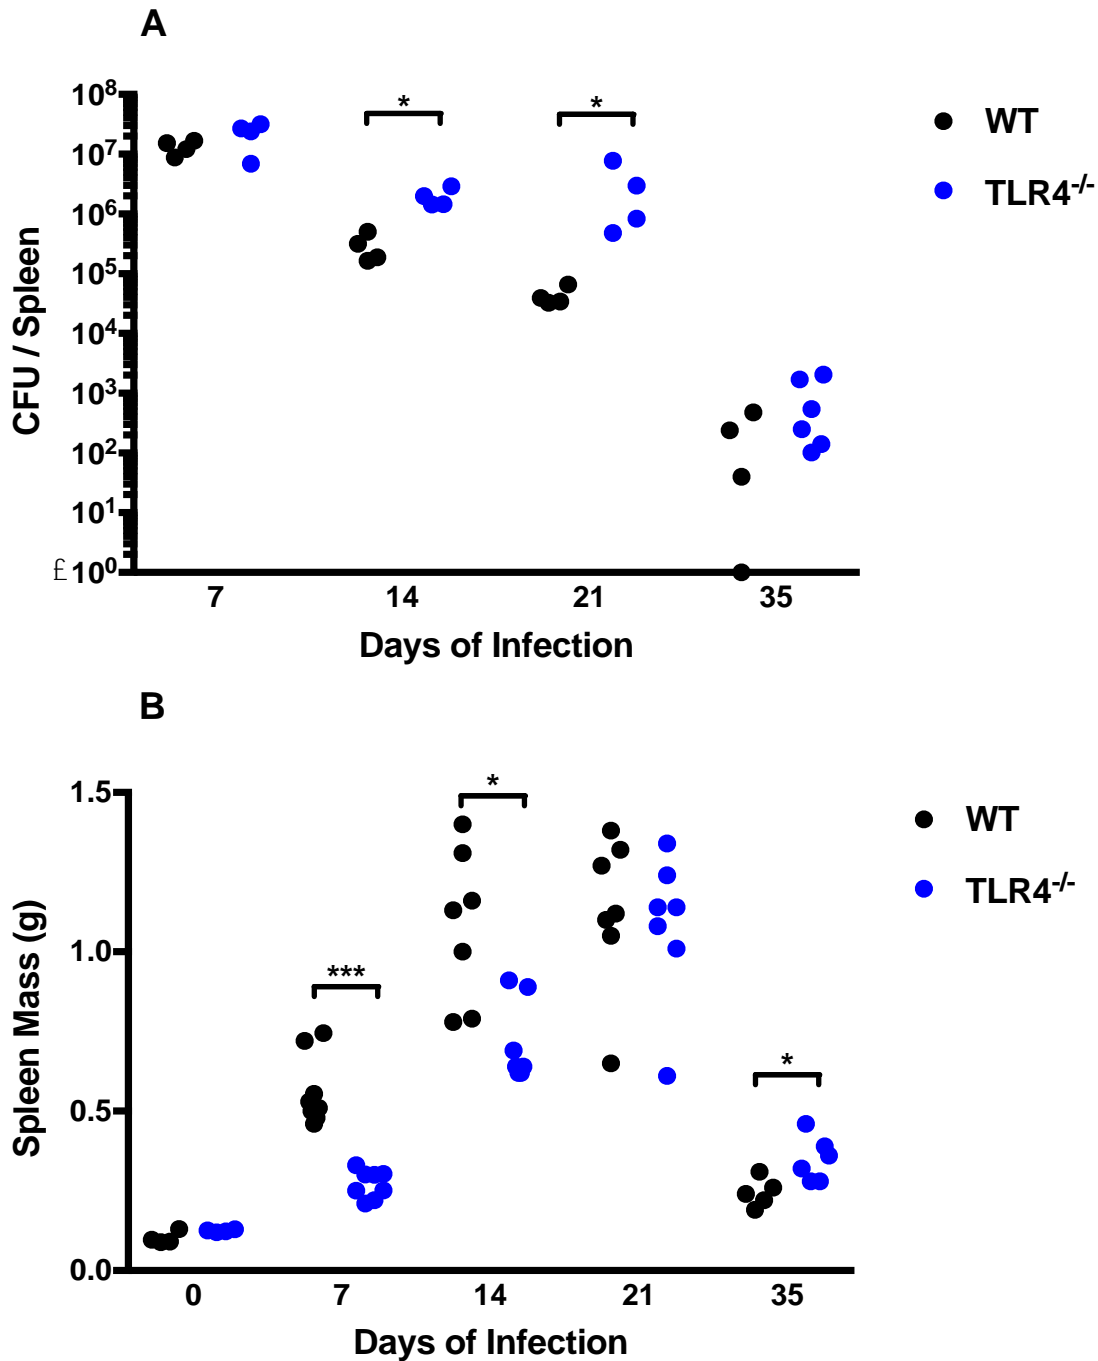 A
10⁸
10⁷
10⁶
10⁵
10⁴
10³
10²
10¹
£10⁰
CFU / Spleen
* *
WT
TLR4⁻/⁻
7 14 21 35
Days of Infection
B
1.5
1.0
0.5
0.0
Spleen Mass (g)
*** * *
WT
TLR4⁻/⁻
0 7 14 21 35
Days of Infection